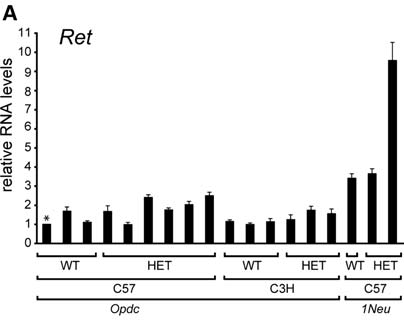 A
Ret
relative RNA levels
11
10
9
8
7
6
5
4
3
2
1
0
*
WT HET WT HET WT HET
C57 C3H C57
Opdc 1Neu